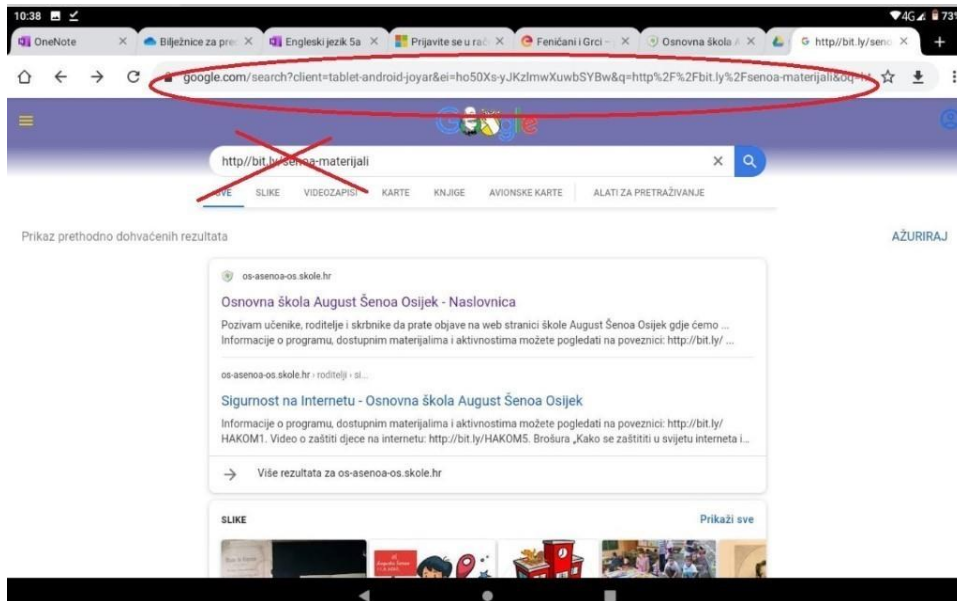 10:38 4G 73%
OneNote Bilježnice za pre Engleski jezik 5a Prijavite se u rač Feničani i Grci - Osnovna škola A http//bit.ly/seno
google.com/search?client=tablet-android-joyar&ei=ho50Xs-yJKzlmwXuwbSYBw&q=http%2F%2Fbit.ly%2Fsenoa-materijali&oq=ht
Google
http//bit.ly/senoa-materijali
SVE SLIKE VIDEOZAPISI KARTE KNJIGE AVIONSKE KARTE ALATI ZA PRETRAŽIVANJE
Prikaz prethodno dohvaćenih rezultata AŽURIRAJ
os-asenoa-os.skole.hr
Osnovna škola August Šenoa Osijek - Naslovnica
Pozivam učenike, roditelje i skrbnike da prate objave na web stranici škole August Šenoa Osijek gdje ćemo ...
Informacije o programu, dostupnim materijalima i aktivnostima možete pogledati na poveznici: http://bit.ly/ ...
os-asenoa-os.skole.hr › roditelji › si...
Sigurnost na Internetu - Osnovna škola August Šenoa Osijek
Informacije o programu, dostupnim materijalima i aktivnostima možete pogledati na poveznici: http://bit.ly/
HAKOM1. Video o zaštiti djece na internetu: http://bit.ly/HAKOM5. Brošura „Kako se zaštititi u svijetu interneta i...
Više rezultata za os-asenoa-os.skole.hr
SLIKE Prikaži sve